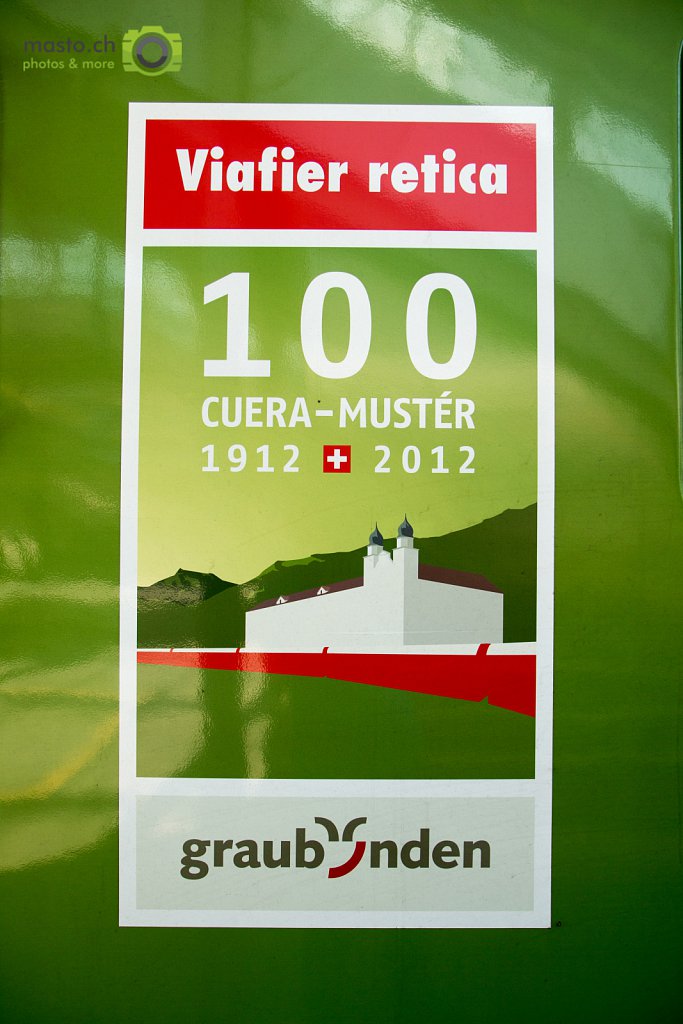 masto.ch
photos & more
Viafier retica
100
CUERA-MUSTÉR
1912 2012
graubünden